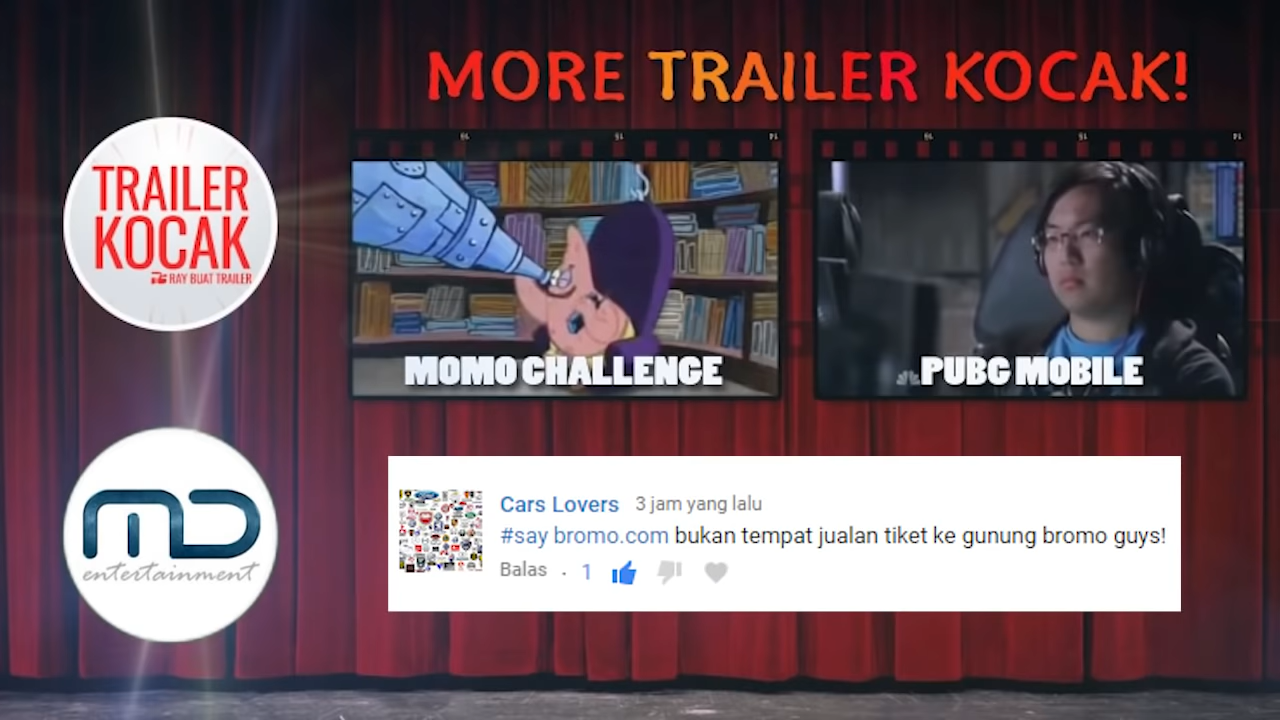 MORE TRAILER KOCAK!
TRAILER
KOCAK
RAY BUAT TRAILER
MOMO CHALLENGE
PUBG MOBILE
MD
entertainment
Cars Lovers 3 jam yang lalu
#say bromo.com bukan tempat jualan tiket ke gunung bromo guys!
Balas . 1